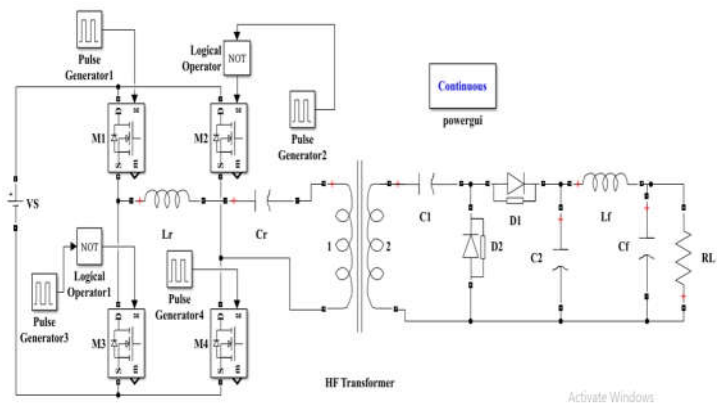 Pulse
Generator1
Logical
Operator
NOT
Continuous
powergui
Pulse
Generator2
D
g
M1
S
m
D
g
M2
S
m
VS
Lr
Cr
1
2
C1
D1
D2
C2
Lf
Cf
RL
NOT
Logical
Operator1
Pulse
Generator3
Pulse
Generator4
D
g
M3
S
m
D
g
M4
S
m
HF Transformer
Activate Windows